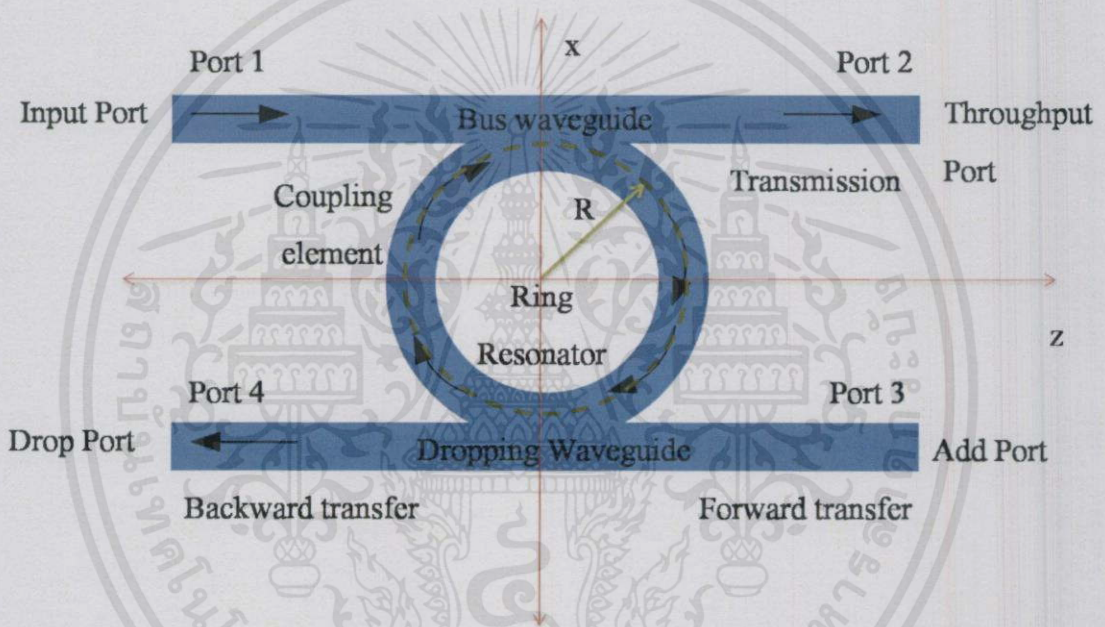 x
Port 1
Port 2
Input Port
Bus waveguide
Throughput
Port
Coupling
element
Transmission
R
Ring
Resonator
z
Port 4
Port 3
Drop Port
Dropping Waveguide
Add Port
Backward transfer
Forward transfer